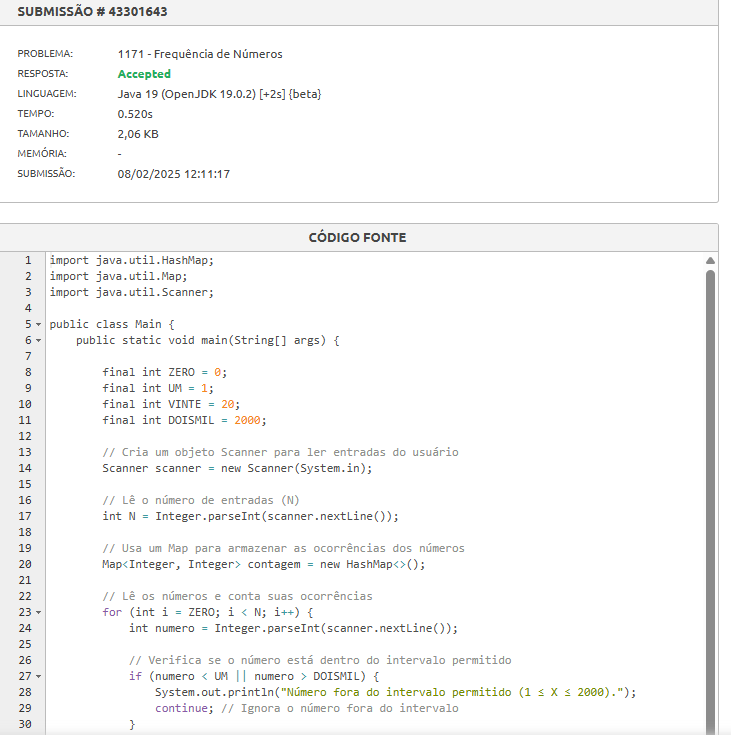 SUBMISSÃO # 43301643
PROBLEMA: 1171 - Frequência de Números
RESPOSTA: Accepted
LINGUAGEM: Java 19 (OpenJDK 19.0.2) [+2s] {beta}
TEMPO: 0.520s
TAMANHO: 2,06 KB
MEMÓRIA: -
SUBMISSÃO: 08/02/2025 12:11:17
CÓDIGO FONTE
1 import java.util.HashMap;
2 import java.util.Map;
3 import java.util.Scanner;
4
5 public class Main {
6     public static void main(String[] args) {
7
8         final int ZERO = 0;
9         final int UM = 1;
10         final int VINTE = 20;
11         final int DOISMIL = 2000;
12
13         // Cria um objeto Scanner para ler entradas do usuário
14         Scanner scanner = new Scanner(System.in);
15
16         // Lê o número de entradas (N)
17         int N = Integer.parseInt(scanner.nextLine());
18
19         // Usa um Map para armazenar as ocorrências dos números
20         Map<Integer, Integer> contagem = new HashMap<>();
21
22         // Lê os números e conta suas ocorrências
23         for (int i = ZERO; i < N; i++) {
24             int numero = Integer.parseInt(scanner.nextLine());
25
26             // Verifica se o número está dentro do intervalo permitido
27             if (numero < UM || numero > DOISMIL) {
28                 System.out.println("Número fora do intervalo permitido (1 ≤ X ≤ 2000).");
29                 continue; // Ignora o número fora do intervalo
30             }